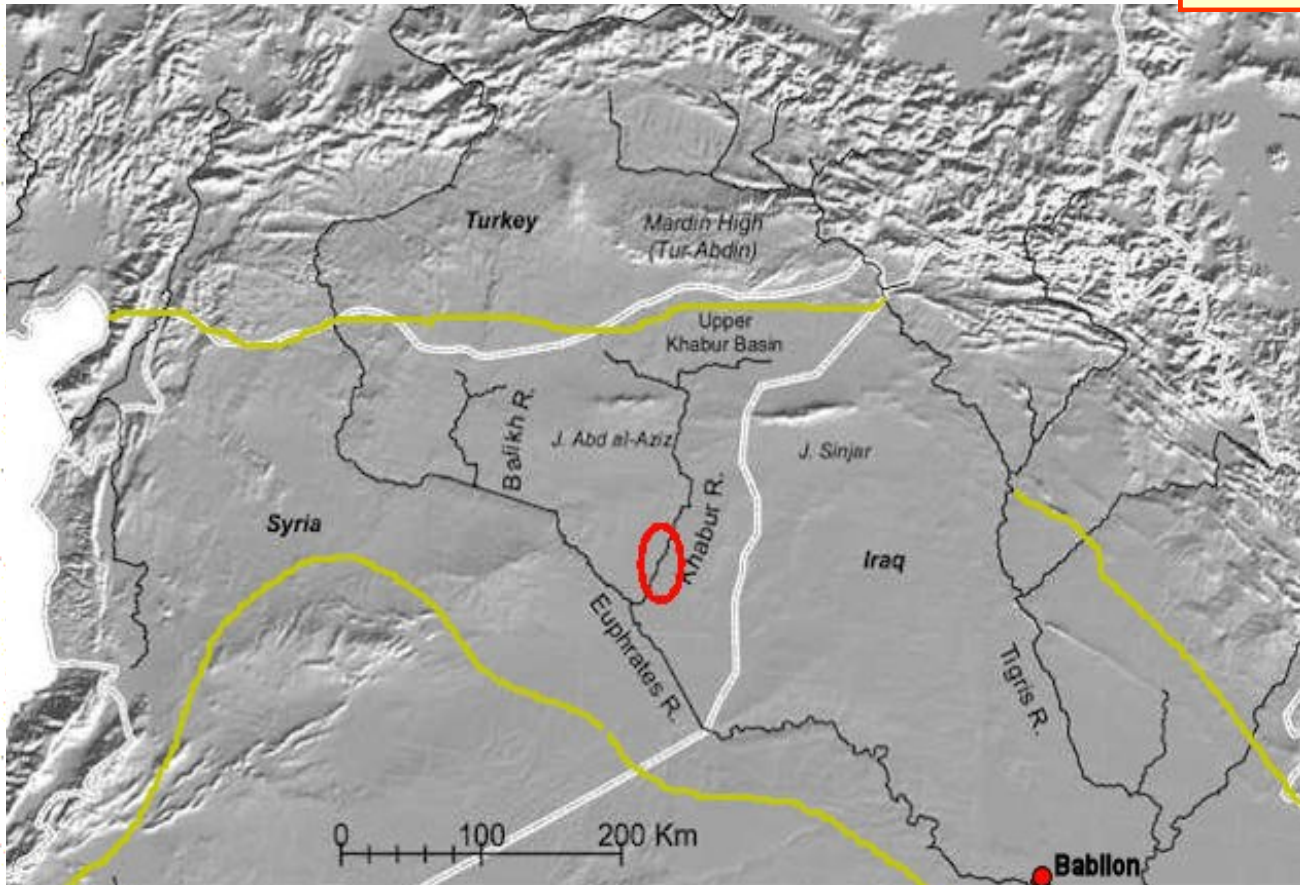 Turkey
Mardin High
(Tur-Abdin)
Upper
Khabur Basin
Balikh R.
J. Abd al-Aziz
J. Sinjar
Khabur R.
Syria
Iraq
Euphrates R.
Tigris R.
0 100 200 Km
Babilon